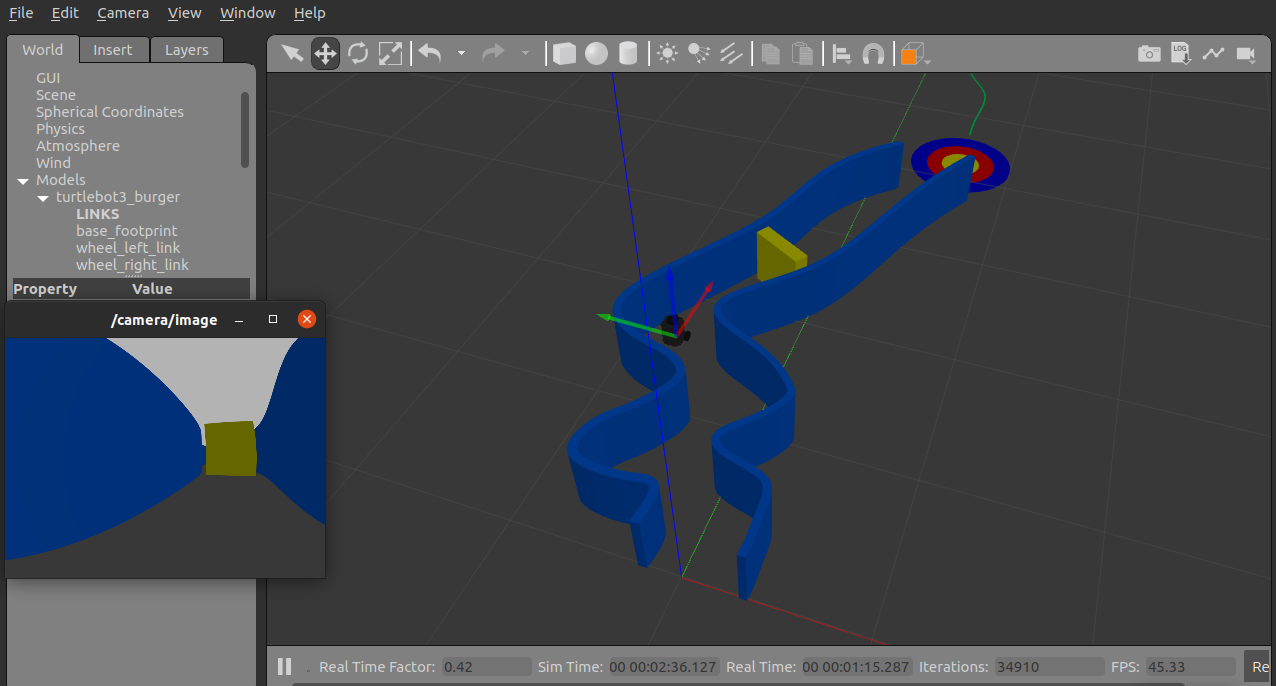 File Edit Camera View Window Help
World Insert Layers
LOG
GUI
Scene
Spherical Coordinates
Physics
Atmosphere
Wind
Models
turtlebot3_burger
LINKS
base_footprint
wheel_left_link
wheel_right_link
Property Value
/camera/image
Real Time Factor: 0.42 Sim Time: 00 00:02:36.127 Real Time: 00 00:01:15.287 Iterations: 34910 FPS: 45.33 Re